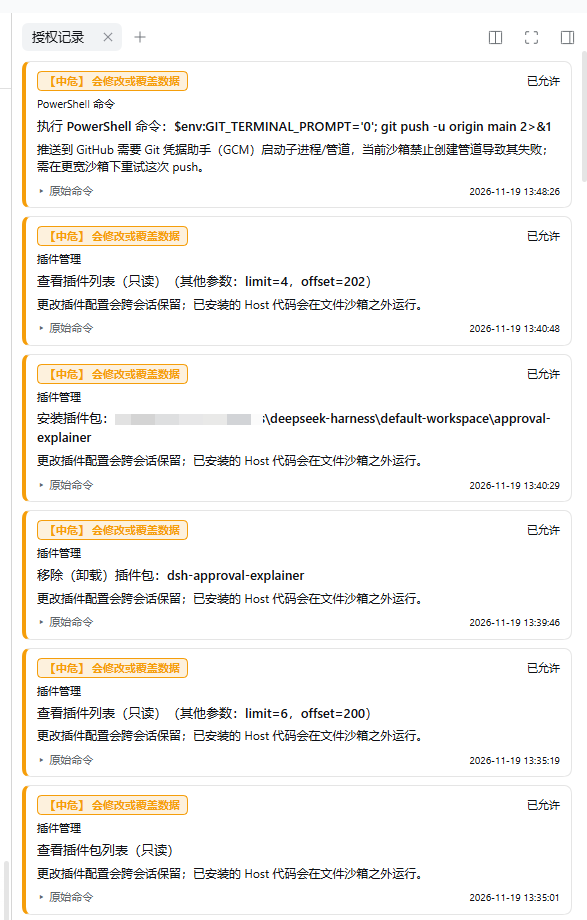 授权记录
【中危】 会修改或覆盖数据
已允许
PowerShell 命令
执行 PowerShell 命令：$env:GIT_TERMINAL_PROMPT='0'; git push -u origin main 2>&1
推送到 GitHub 需要 Git 凭据助手（GCM）启动子进程/管道，当前沙箱禁止创建管道导致其失败；
需在更宽沙箱下重试这次 push。
原始命令
2026-11-19 13:48:26
【中危】 会修改或覆盖数据
已允许
插件管理
查看插件列表（只读）（其他参数：limit=4，offset=202）
更改插件配置会跨会话保留；已安装的 Host 代码会在文件沙箱之外运行。
原始命令
2026-11-19 13:40:48
【中危】 会修改或覆盖数据
已允许
插件管理
安装插件包： s\deepseek-harness\default-workspace\approval-
explainer
更改插件配置会跨会话保留；已安装的 Host 代码会在文件沙箱之外运行。
原始命令
2026-11-19 13:40:29
【中危】 会修改或覆盖数据
已允许
插件管理
移除（卸载）插件包：dsh-approval-explainer
更改插件配置会跨会话保留；已安装的 Host 代码会在文件沙箱之外运行。
原始命令
2026-11-19 13:39:46
【中危】 会修改或覆盖数据
已允许
插件管理
查看插件列表（只读）（其他参数：limit=6，offset=200）
更改插件配置会跨会话保留；已安装的 Host 代码会在文件沙箱之外运行。
原始命令
2026-11-19 13:35:19
【中危】 会修改或覆盖数据
已允许
插件管理
查看插件包列表（只读）
更改插件配置会跨会话保留；已安装的 Host 代码会在文件沙箱之外运行。
原始命令
2026-11-19 13:35:01